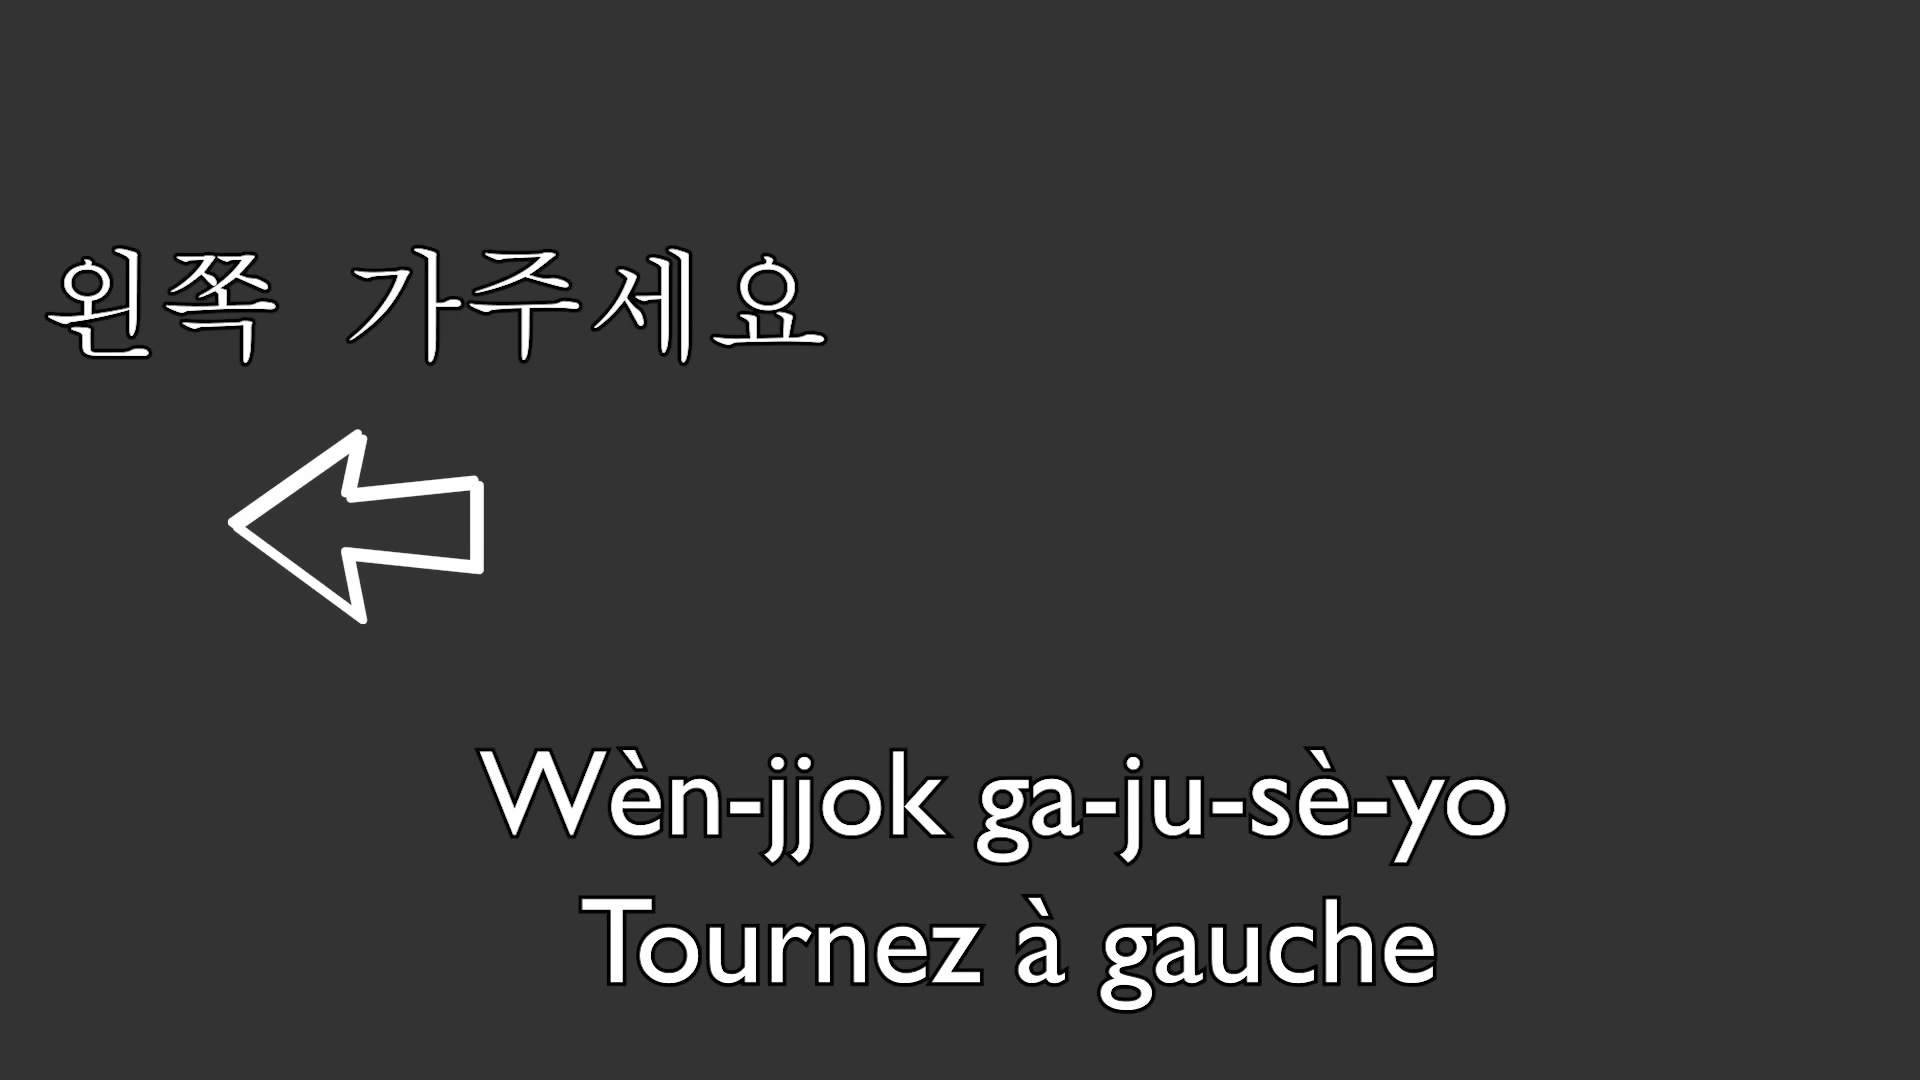 왼쪽 가주세요
Wèn-jjok ga-ju-sè-yo
Tournez à gauche